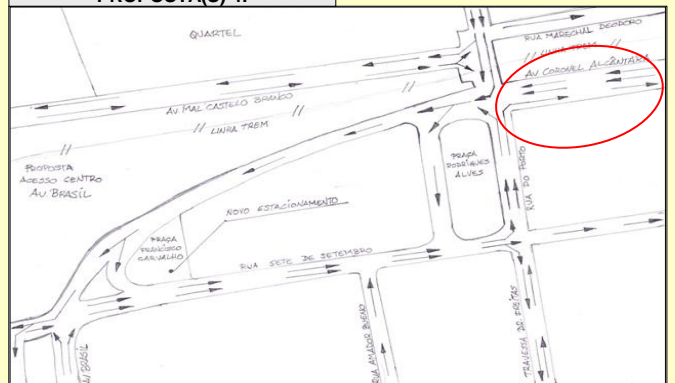 PROPOSTA(S) 4:
QUARTEL
RUA MARECHAL DEODORO
// LINHA TREM //
AV CORONEL ALCÂNTARA
AV. MAL CASTELO BRANCO
// LINHA TREM //
//
PROPOSTA
ACESSO CENTRO
AV BRASIL
PRAÇA
RODRIGUES
ALVES
RUA DO PORTO
NOVO ESTACIONAMENTO
PRAÇA
FRANCISCO
CARVALHO
RUA SETE DE SETEMBRO
AV BRASIL
RUA AMADOR BUENO
TRAVESSA DR. FREITAS